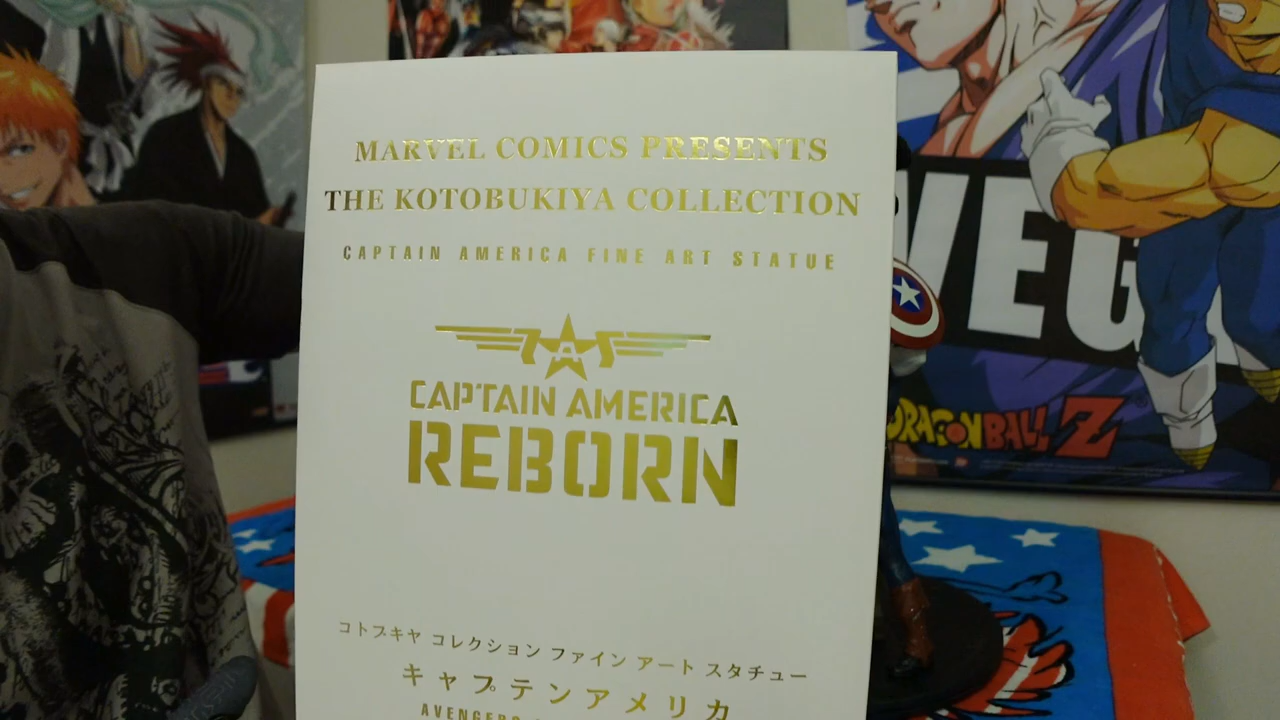 MARVEL COMICS PRESENTS
THE KOTOBUKIYA COLLECTION
CAPTAIN AMERICA FINE ART STATUE
A
CAPTAIN AMERICA
REBORN
コトブキヤ コレクション ファイン アート スタチュー
キャプテンアメリカ
AVENGERS
VEG
DRAGON BALL Z